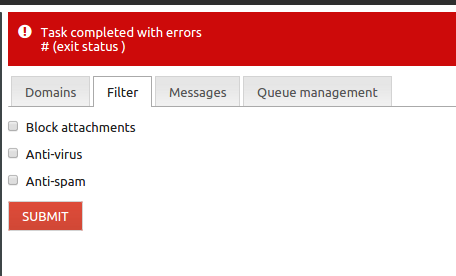 Task completed with errors
# (exit status )
Domains Filter Messages Queue management
Block attachments
Anti-virus
Anti-spam
SUBMIT